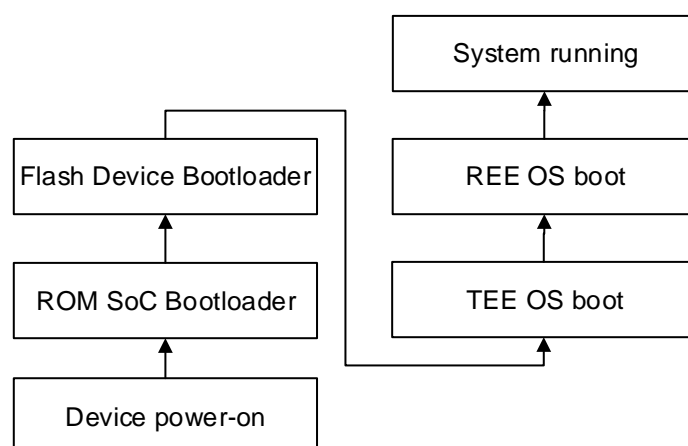 System running
Flash Device Bootloader
REE OS boot
ROM SoC Bootloader
TEE OS boot
Device power-on